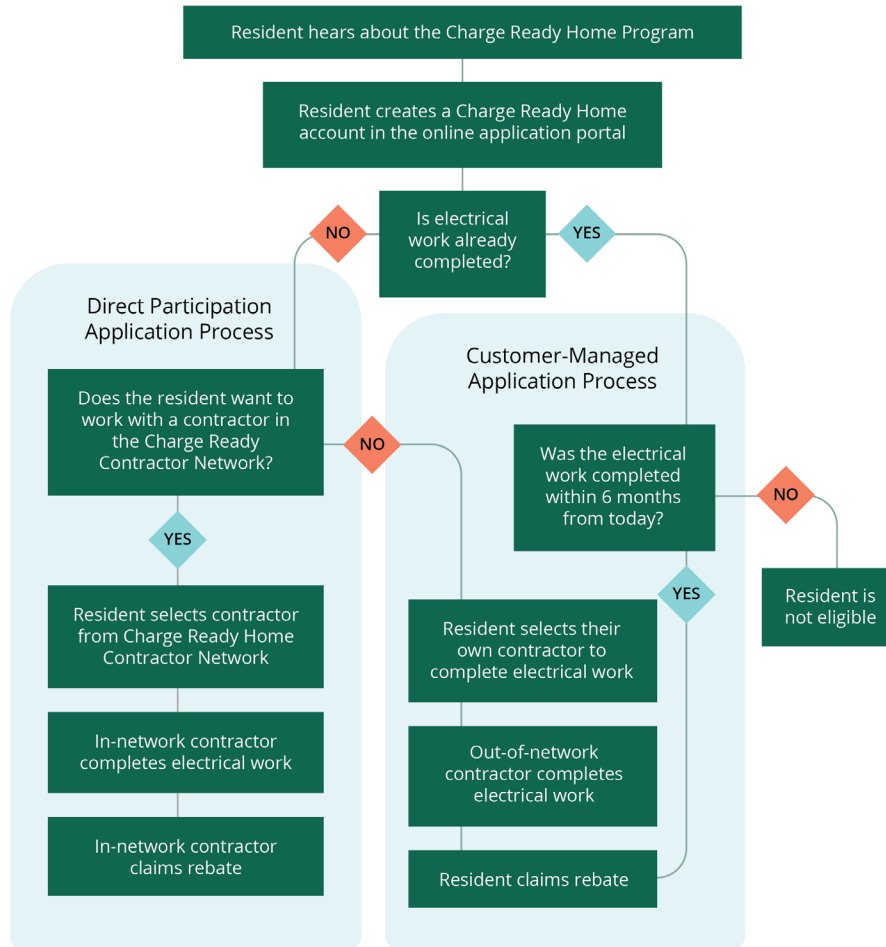 Resident hears about the Charge Ready Home Program
Resident creates a Charge Ready Home
account in the online application portal
Is electrical
work already
completed?
NO
YES
Direct Participation
Application Process
Does the resident want to
work with a contractor in
the Charge Ready
Contractor Network?
NO
YES
Resident selects contractor
from Charge Ready Home
Contractor Network
In-network contractor
completes electrical work
In-network contractor
claims rebate
Customer-Managed
Application Process
Was the electrical
work completed
within 6 months
from today?
NO
Resident is
not eligible
YES
Resident selects their
own contractor to
complete electrical work
Out-of-network
contractor completes
electrical work
Resident claims rebate